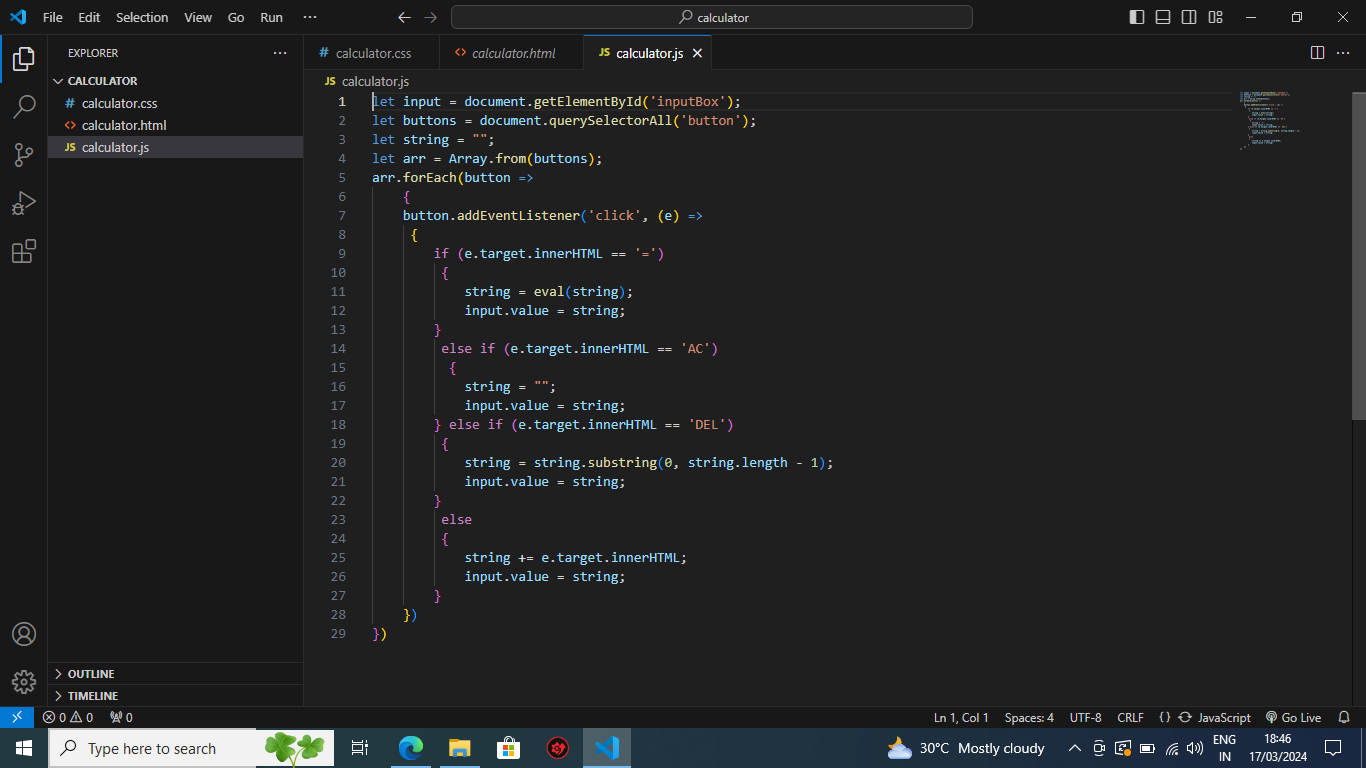 File Edit Selection View Go Run ··· calculator
EXPLORER ···
CALCULATOR
# calculator.css
<> calculator.html
JS calculator.js
OUTLINE
TIMELINE
# calculator.css <> calculator.html JS calculator.js
JS calculator.js
1 let input = document.getElementById('inputBox');
2 let buttons = document.querySelectorAll('button');
3 let string = "";
4 let arr = Array.from(buttons);
5 arr.forEach(button =>
6 {
7 button.addEventListener('click', (e) =>
8 {
9 if (e.target.innerHTML == '=')
10 {
11 string = eval(string);
12 input.value = string;
13 }
14 else if (e.target.innerHTML == 'AC')
15 {
16 string = "";
17 input.value = string;
18 } else if (e.target.innerHTML == 'DEL')
19 {
20 string = string.substring(0, string.length - 1);
21 input.value = string;
22 }
23 else
24 {
25 string += e.target.innerHTML;
26 input.value = string;
27 }
28 })
29 })
0 0 0 Ln 1, Col 1 Spaces: 4 UTF-8 CRLF {} JavaScript Go Live
Type here to search 30°C Mostly cloudy ENG IN 18:46 17/03/2024